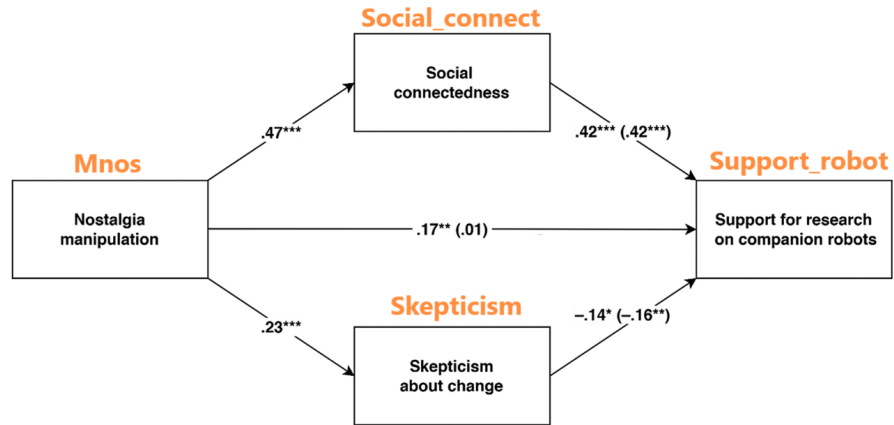 Social_connect
Social
connectedness
.47***
.42*** (.42***)
Mnos
Support_robot
Nostalgia
manipulation
.17** (.01)
Support for research
on companion robots
Skepticism
.23***
–.14* (–.16**)
Skepticism
about change